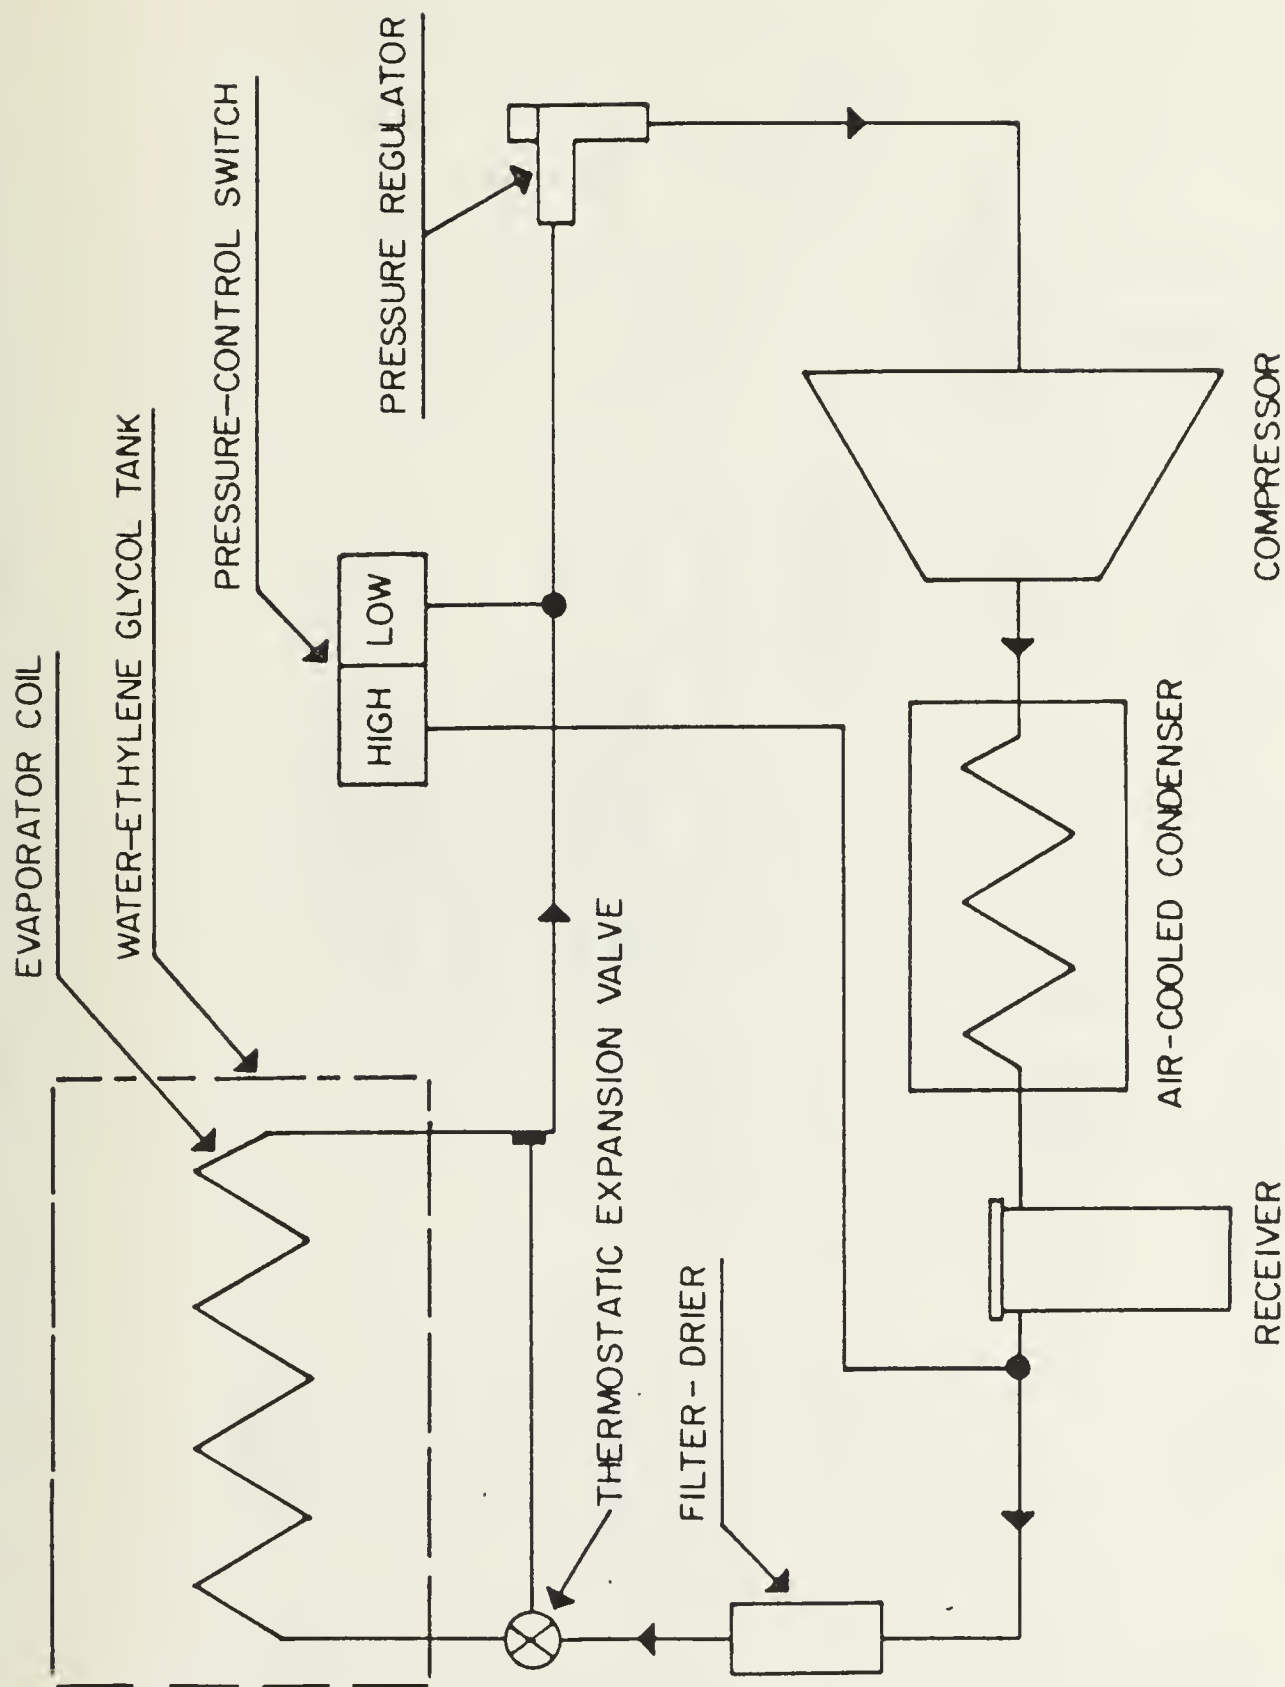 EVAPORATOR COIL
WATER-ETHYLENE GLYCOL TANK
PRESSURE-CONTROL SWITCH
HIGH
LOW
PRESSURE REGULATOR
THERMOSTATIC EXPANSION VALVE
FILTER-DRIER
RECEIVER
AIR-COOLED CONDENSER
COMPRESSOR